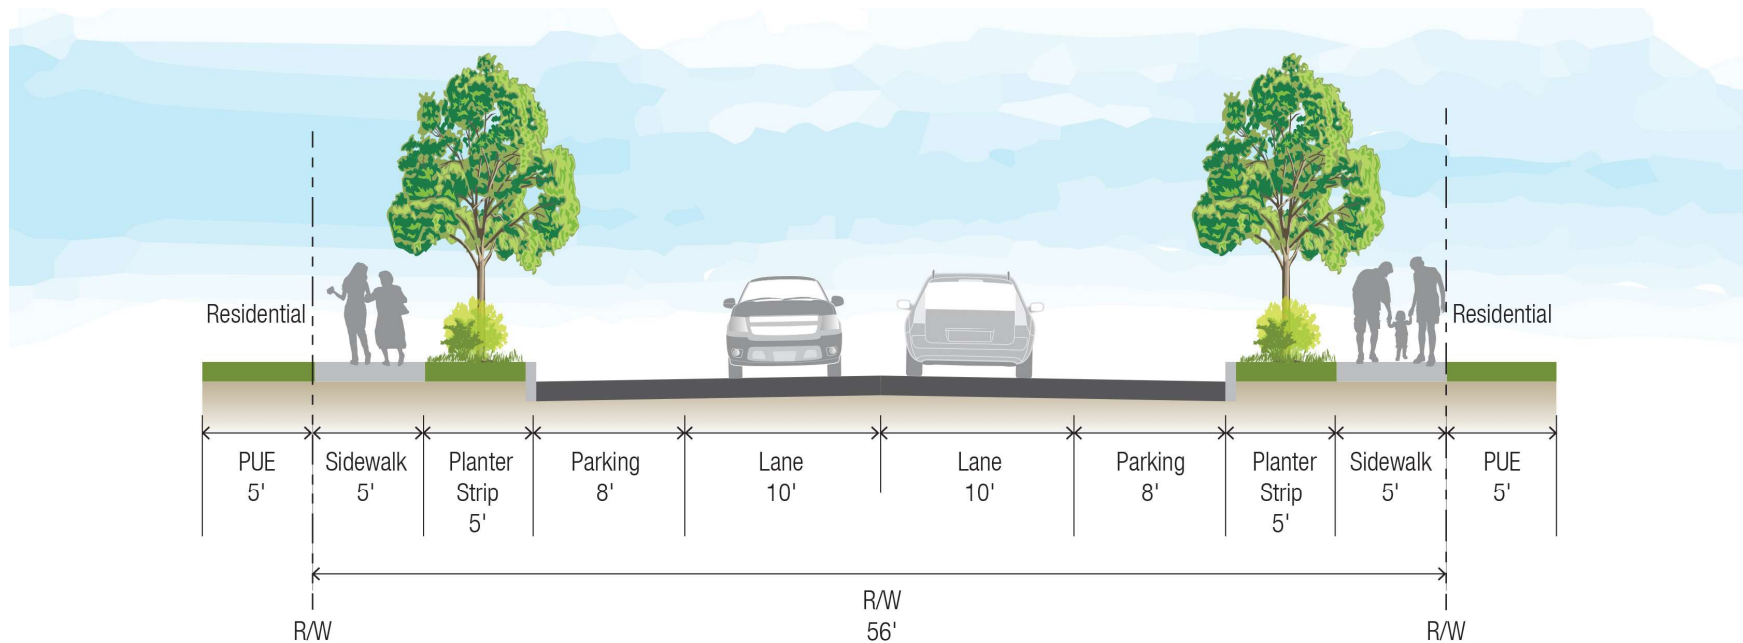 Residential
Residential
PUE
5'
Sidewalk
5'
Planter
Strip
5'
Parking
8'
Lane
10'
Lane
10'
Parking
8'
Planter
Strip
5'
Sidewalk
5'
PUE
5'
R/W
56'
R/W
R/W